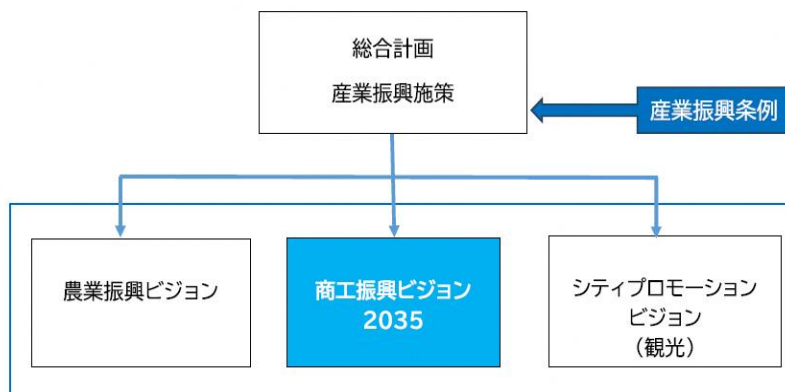 総合計画
産業振興施策
産業振興条例
農業振興ビジョン
商工振興ビジョン
2035
シティプロモーション
ビジョン
(観光)